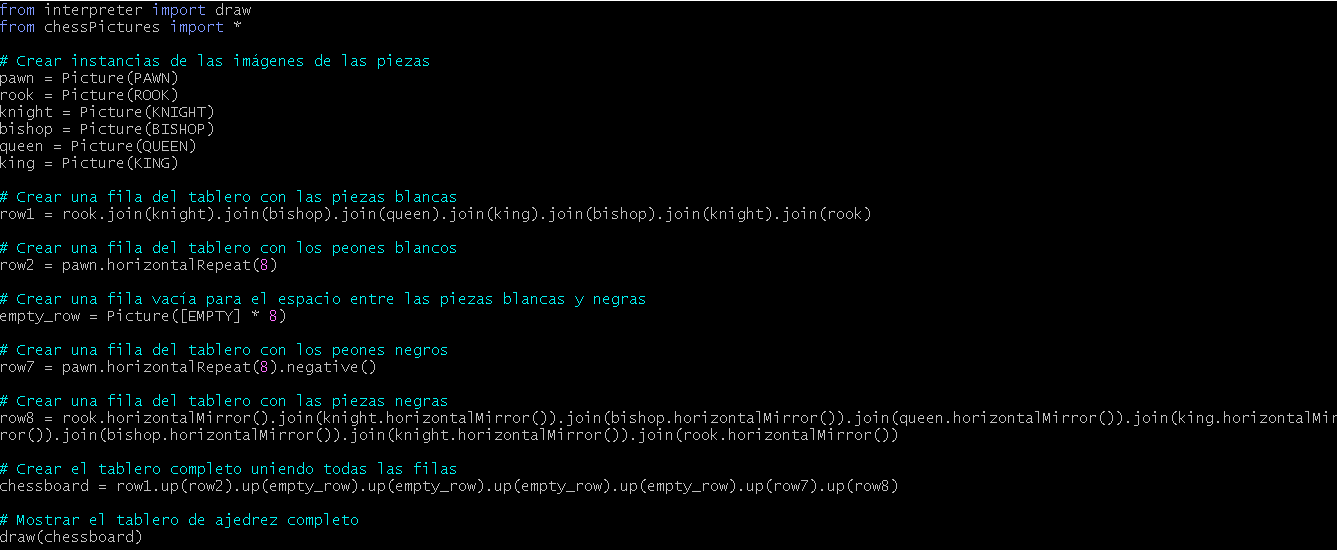 from interpreter import draw
from chessPictures import *
# Crear instancias de las imágenes de las piezas
pawn = Picture(PAWN)
rook = Picture(ROOK)
knight = Picture(KNIGHT)
bishop = Picture(BISHOP)
queen = Picture(QUEEN)
king = Picture(KING)
# Crear una fila del tablero con las piezas blancas
row1 = rook.join(knight).join(bishop).join(queen).join(king).join(bishop).join(knight).join(rook)
# Crear una fila del tablero con los peones blancos
row2 = pawn.horizontalRepeat(8)
# Crear una fila vacía para el espacio entre las piezas blancas y negras
empty_row = Picture([EMPTY] * 8)
# Crear una fila del tablero con los peones negros
row7 = pawn.horizontalRepeat(8).negative()
# Crear una fila del tablero con las piezas negras
row8 = rook.horizontalMirror().join(knight.horizontalMirror()).join(bishop.horizontalMirror()).join(queen.horizontalMirror()).join(king.horizontalMir
ror()).join(bishop.horizontalMirror()).join(knight.horizontalMirror()).join(rook.horizontalMirror())
# Crear el tablero completo uniendo todas las filas
chessboard = row1.up(row2).up(empty_row).up(empty_row).up(empty_row).up(empty_row).up(row7).up(row8)
# Mostrar el tablero de ajedrez completo
draw(chessboard)